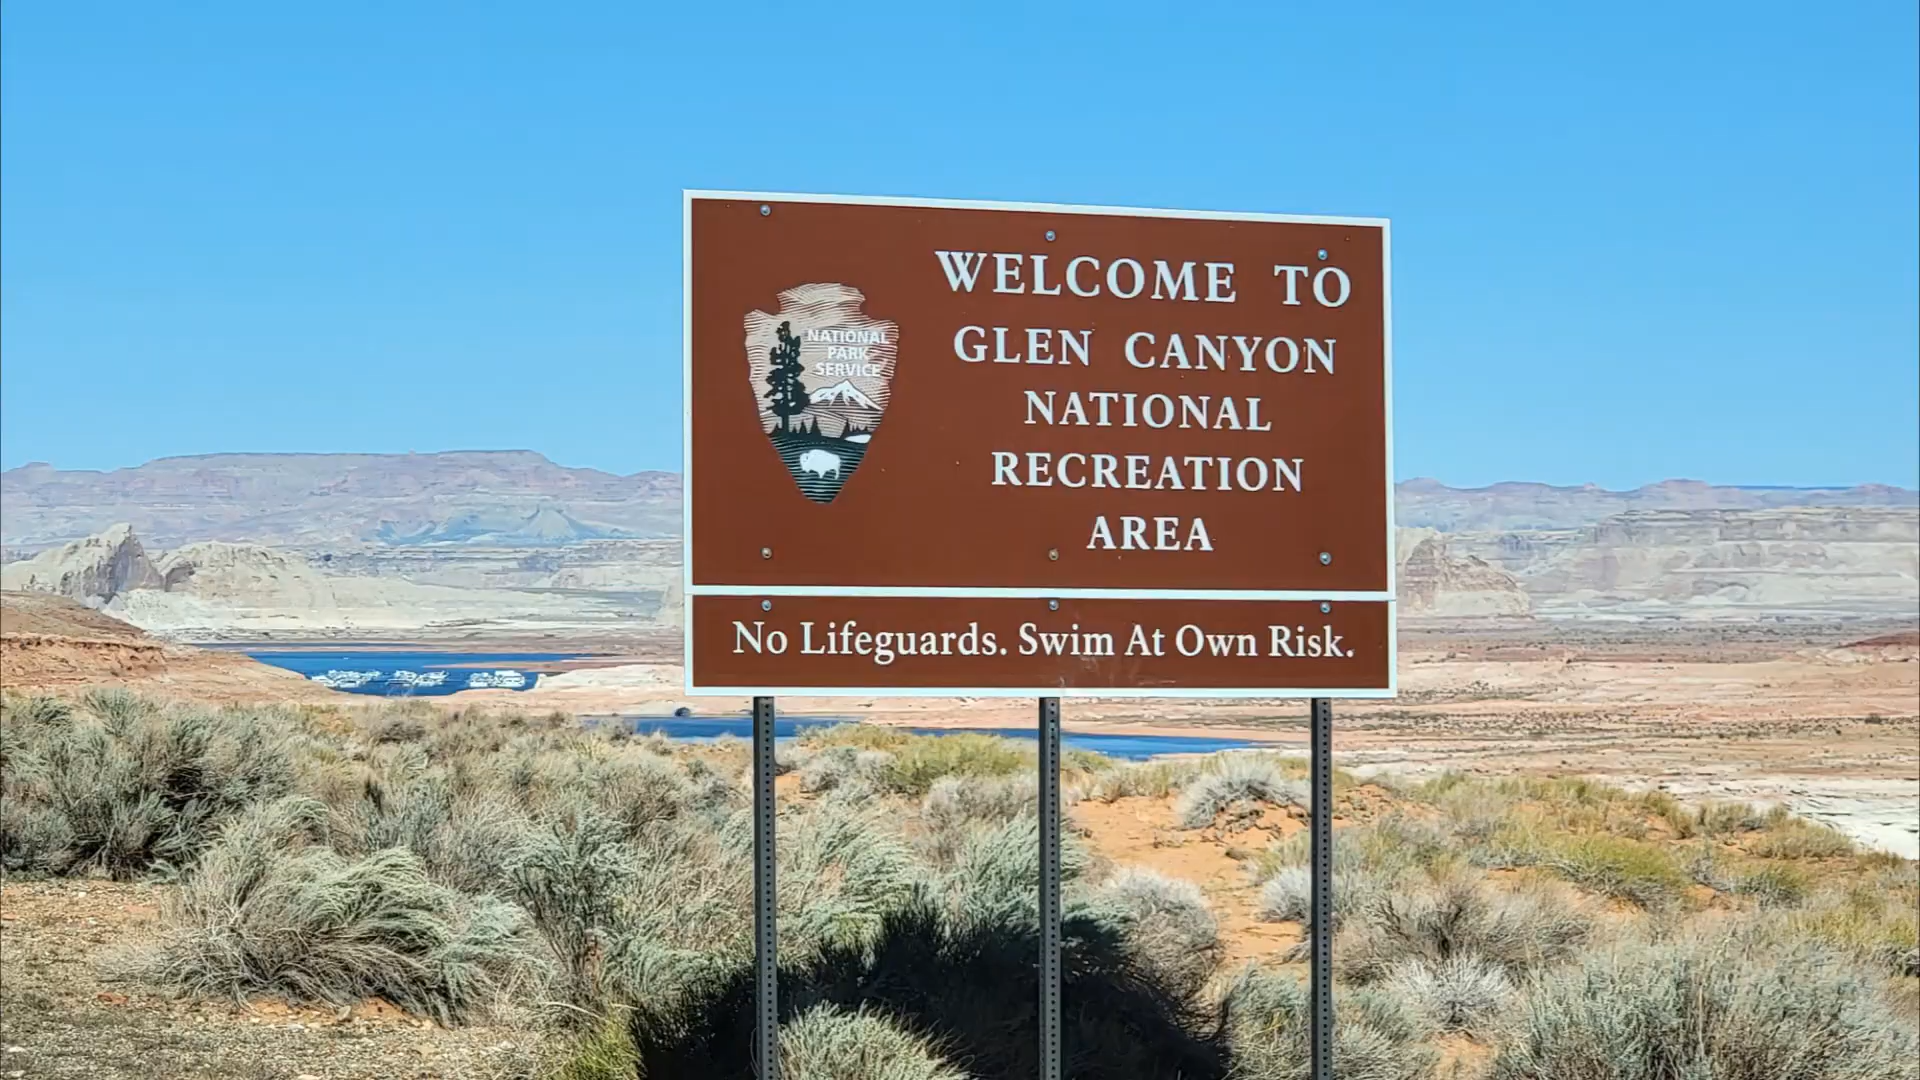 NATIONAL
PARK
SERVICE
WELCOME TO
GLEN CANYON
NATIONAL
RECREATION
AREA
No Lifeguards. Swim At Own Risk.